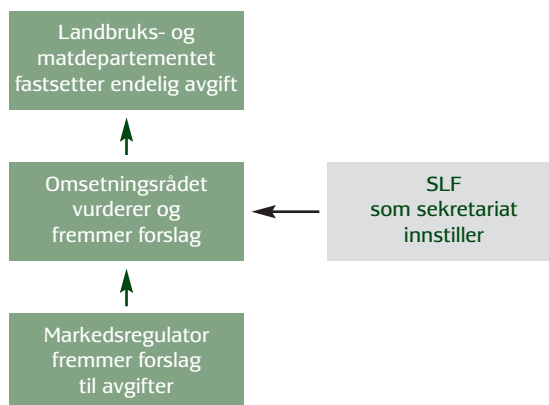 Landbruks- og
matdepartementet
fastsetter endelig avgift
Omsetningsrådet
vurderer og
fremmer forslag
SLF
som sekretariat
innstiller
Markedsregulator
fremmer forslag
til avgifter